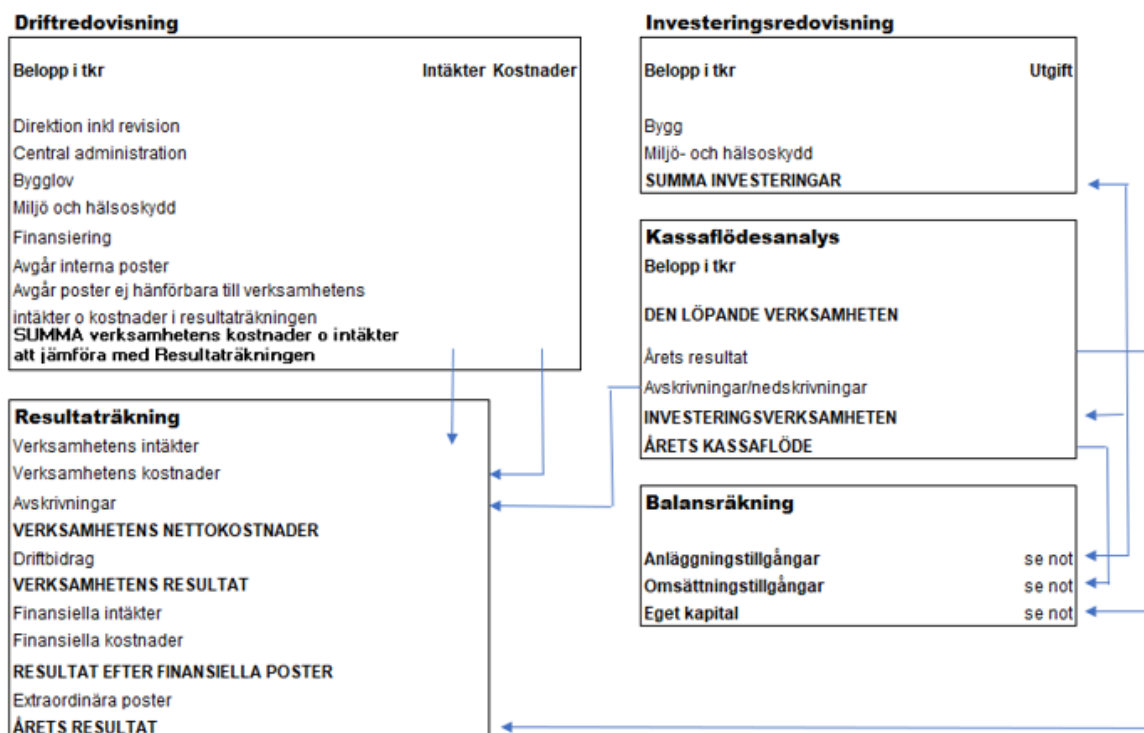 Driftredovisning
Belopp i tkr Intäkter Kostnader
Direktion inkl revision
Central administration
Bygglov
Miljö och hälsoskydd
Finansiering
Avgår interna poster
Avgår poster ej hänförbara till verksamhetens
intäkter o kostnader i resultaträkningen
SUMMA verksamhetens kostnader o intäkter
att jämföra med Resultaträkningen
Resultaträkning
Verksamhetens intäkter
Verksamhetens kostnader
Avskrivningar
VERKSAMHETENS NETTOKOSTNADER
Driftbidrag
VERKSAMHETENS RESULTAT
Finansiella intäkter
Finansiella kostnader
RESULTAT EFTER FINANSIELLA POSTER
Extraordinära poster
ÅRETS RESULTAT
Investeringsredovisning
Belopp i tkr Utgift
Bygg
Miljö- och hälsoskydd
SUMMA INVESTERINGAR
Kassaflödesanalys
Belopp i tkr
DEN LÖPANDE VERKSAMHETEN
Årets resultat
Avskrivningar/nedskrivningar
INVESTERINGSVERKSAMHETEN
ÅRETS KASSAFLÖDE
Balansräkning
Anläggningstillgångar se not
Omsättningstillgångar se not
Eget kapital se not